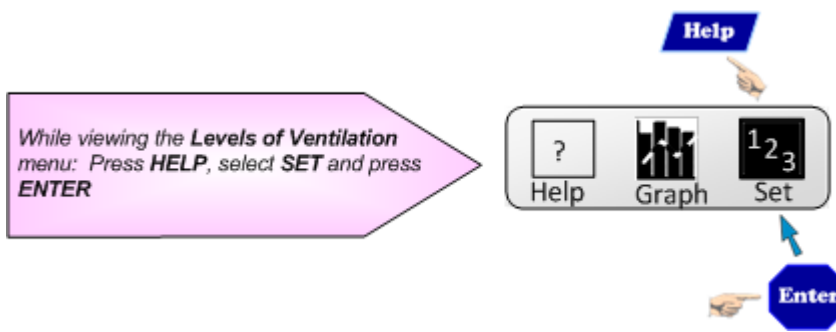 Help
While viewing the Levels of Ventilation
menu: Press HELP, select SET and press
ENTER
?
1 2 3
Help Graph Set
Enter